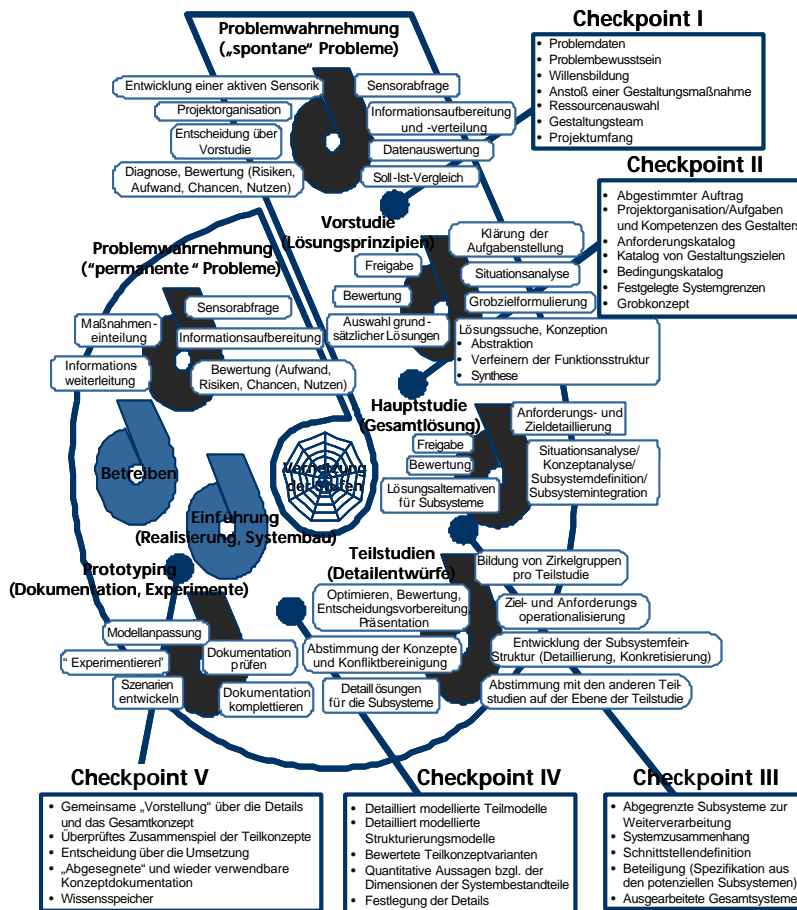 Problemwahrnehmung
(„spontane“ Probleme)
Entwicklung einer aktiven Sensorik
Projektorganisation
Entscheidung über
Vorstudie
Diagnose, Bewertung (Risiken,
Aufwand, Chancen, Nutzen)
Sensorabfrage
Informationsaufbereitung
und -verteilung
Datenauswertung
Soll-Ist-Vergleich
Checkpoint I
• Problemdaten
• Problembewusstsein
• Willensbildung
• Anstoß einer Gestaltungsmaßnahme
• Ressourcenauswahl
• Gestaltungsteam
• Projektumfang
Checkpoint II
• Abgestimmter Auftrag
• Projektorganisation/Aufgaben
und Kompetenzen des Gestalters
• Anforderungskatalog
• Katalog von Gestaltungszielen
• Bedingungskatalog
• Festgelegte Systemgrenzen
• Grobkonzept
Vorstudie
(Lösungsprinzipien)
Freigabe
Bewertung
Auswahl grund-
sätzlicher Lösungen
Klärung der
Aufgabenstellung
Situationsanalyse
Grobzielformulierung
Lösungssuche, Konzeption
• Abstraktion
• Verfeinern der Funktionsstruktur
• Synthese
Problemwahrnehmung
(“permanente “ Probleme)
Maßnahmen-
einteilung
Informations-
weiterleitung
Sensorabfrage
Informationsaufbereitung
Bewertung (Aufwand,
Risiken, Chancen, Nutzen)
Hauptstudie
(Gesamtlösung)
Freigabe
Bewertung
Lösungsalternativen
für Subsysteme
Anforderungs- und
Zieldetaillierung
Situationsanalyse/
Konzeptanalyse/
Subsystemdefinition/
Subsystemintegration
Betreiben
Vernetzung
der Stufen
Einführung
(Realisierung, Systembau)
Teilstudien
(Detailentwürfe)
Optimieren, Bewertung,
Entscheidungsvorbereitung,
Präsentation
Abstimmung der Konzepte
und Konfliktbereinigung
Detaillösungen
für die Subsysteme
Bildung von Zirkelgruppen
pro Teilstudie
Ziel- und Anforderungs-
operationalisierung
Entwicklung der Subsystemfein-
Struktur (Detaillierung, Konkretisierung)
Abstimmung mit den anderen Teil-
studien auf der Ebene der Teilstudie
Prototyping
(Dokumentation, Experimente)
Modellanpassung
“ Experimentieren”
Szenarien
entwickeln
Dokumentation
prüfen
Dokumentation
komplettieren
Checkpoint V
• Gemeinsame „Vorstellung“ über die Details
und das Gesamtkonzept
• Überprüftes Zusammenspiel der Teilkonzepte
• Entscheidung über die Umsetzung
• „Abgesegnete“ und wieder verwendbare
Konzeptdokumentation
• Wissensspeicher
Checkpoint IV
• Detailliert modellierte Teilmodelle
• Detailliert modellierte
Strukturierungsmodelle
• Bewertete Teilkonzeptvarianten
• Quantitative Aussagen bzgl. der
Dimensionen der Systembestandteile
• Festlegung der Details
Checkpoint III
• Abgegrenzte Subsysteme zur
Weiterverarbeitung
• Systemzusammenhang
• Schnittstellendefinition
• Beteiligung (Spezifikation aus
den potenziellen Subsystemen)
• Ausgearbeitete Gesamtsysteme